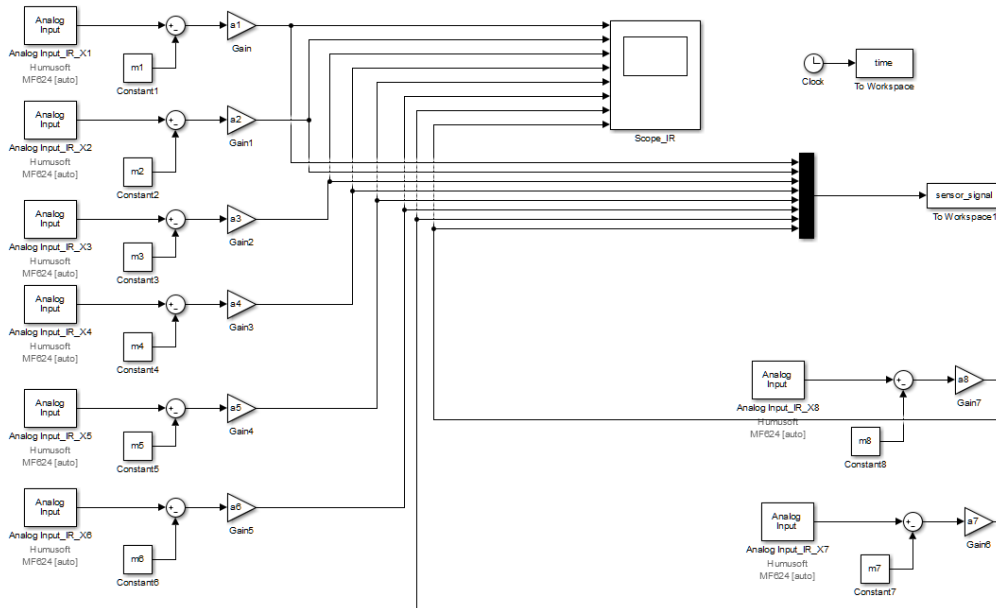 Analog
Input
Analog Input_IR_X1
Humusoft
MF624 [auto]
+
-
m1
Constant1
a1
Gain
Analog
Input
Analog Input_IR_X2
Humusoft
MF624 [auto]
+
-
m2
Constant2
a2
Gain1
Analog
Input
Analog Input_IR_X3
Humusoft
MF624 [auto]
+
-
m3
Constant3
a3
Gain2
Analog
Input
Analog Input_IR_X4
Humusoft
MF624 [auto]
+
-
m4
Constant4
a4
Gain3
Analog
Input
Analog Input_IR_X5
Humusoft
MF624 [auto]
+
-
m5
Constant5
a5
Gain4
Analog
Input
Analog Input_IR_X6
Humusoft
MF624 [auto]
+
-
m6
Constant6
a6
Gain5
Scope_IR
Clock
time
To Workspace
sensor_signal
To Workspace1
Analog
Input
Analog Input_IR_X8
Humusoft
MF624 [auto]
+
-
m8
Constant8
a8
Gain7
Analog
Input
Analog Input_IR_X7
Humusoft
MF624 [auto]
+
-
m7
Constant7
a7
Gain6